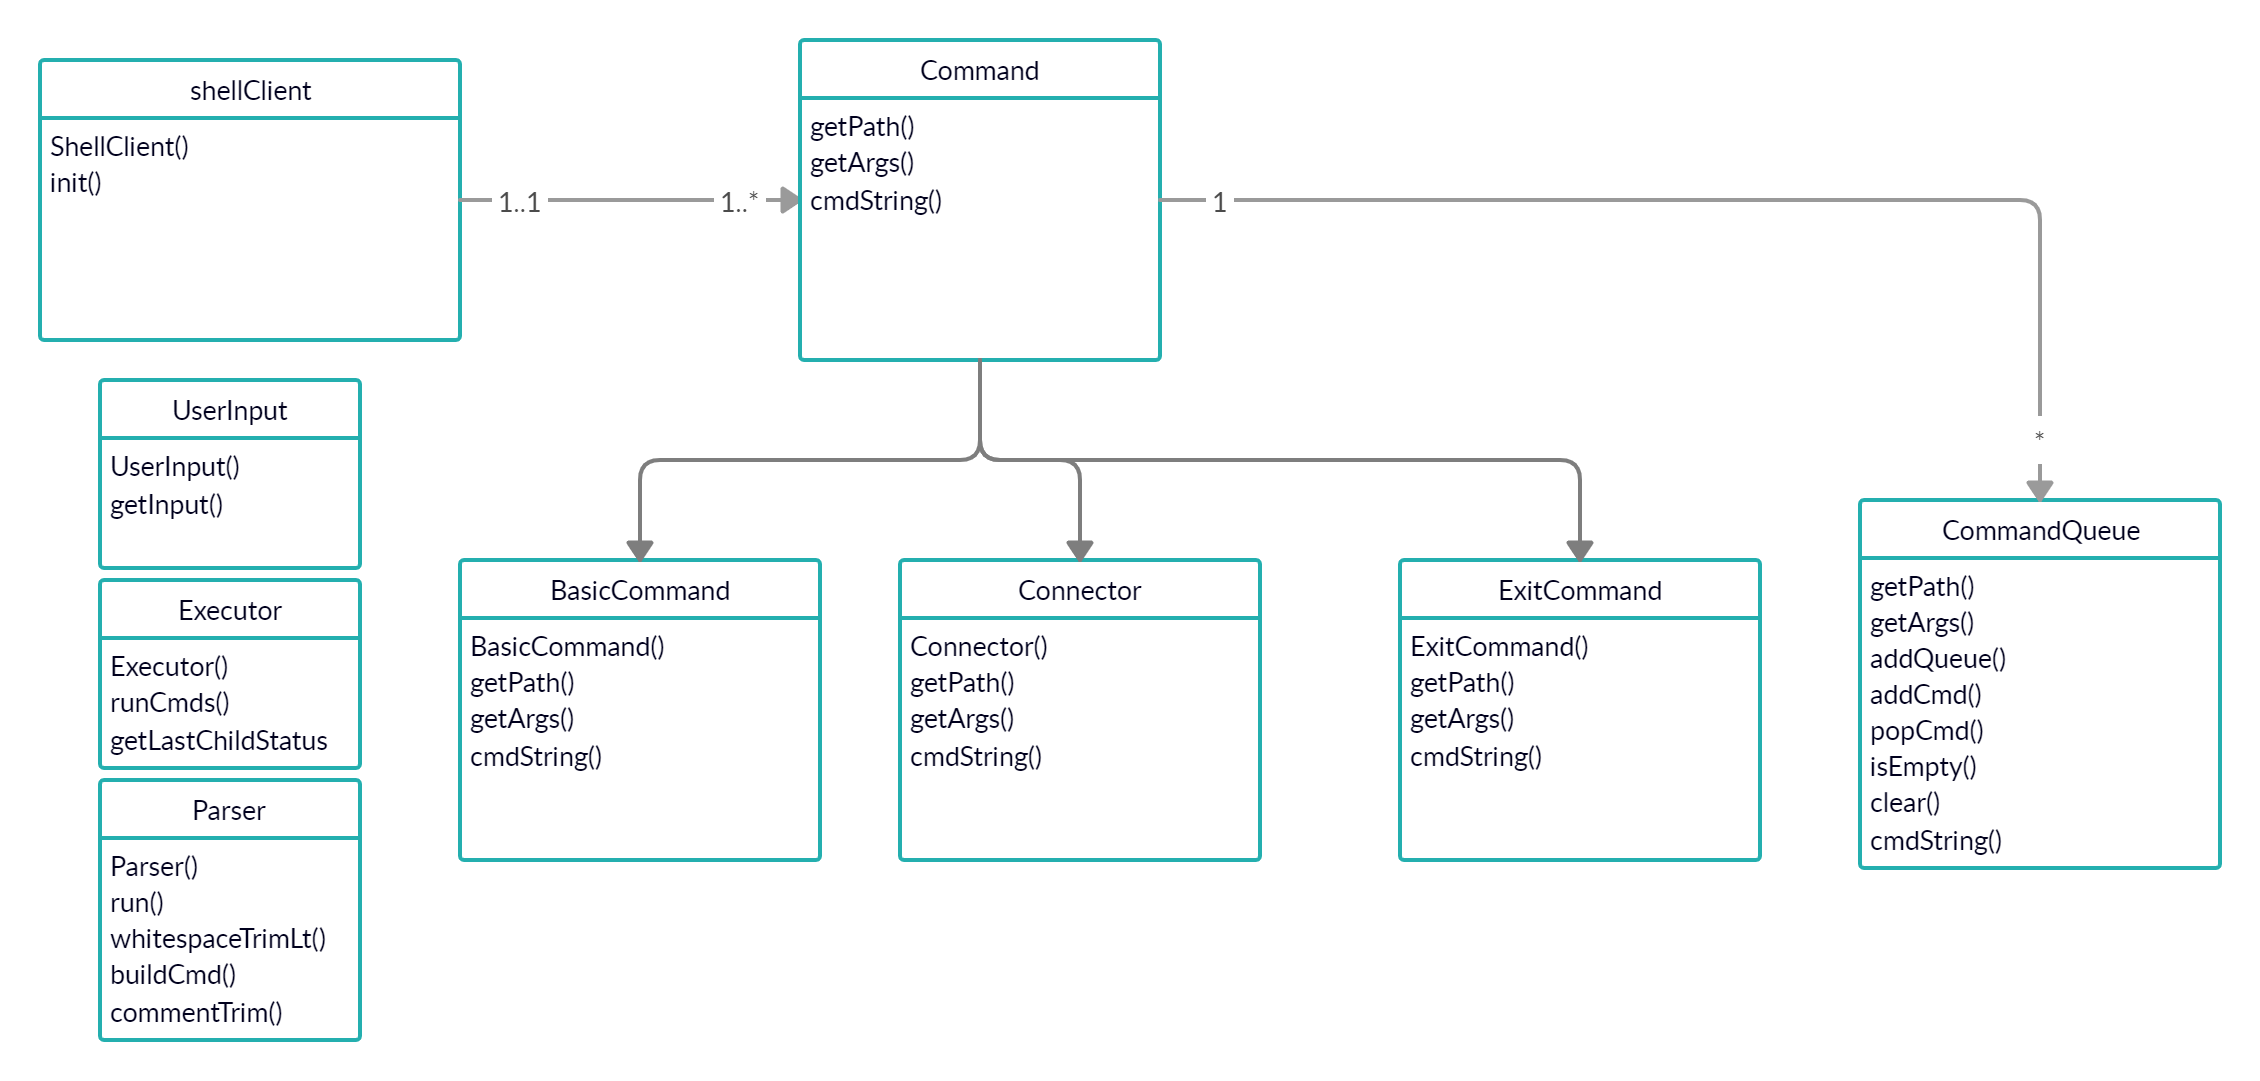 shellClient
ShellClient()
init()
1..1
1..*
Command
getPath()
getArgs()
cmdString()
1
*
UserInput
UserInput()
getInput()
Executor
Executor()
runCmds()
getLastChildStatus
Parser
Parser()
run()
whitespaceTrimLt()
buildCmd()
commentTrim()
BasicCommand
BasicCommand()
getPath()
getArgs()
cmdString()
Connector
Connector()
getPath()
getArgs()
cmdString()
ExitCommand
ExitCommand()
getPath()
getArgs()
cmdString()
CommandQueue
getPath()
getArgs()
addQueue()
addCmd()
popCmd()
isEmpty()
clear()
cmdString()